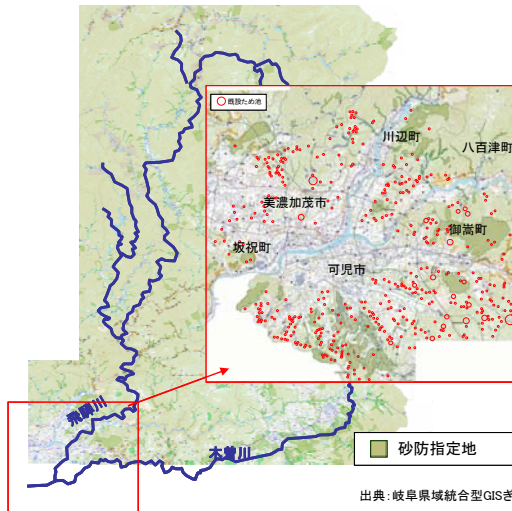 既設ため池
川辺町
八百津町
美濃加茂市
御嵩町
坂祝町
可児市
飛騨川
木曽川
砂防指定地
出典：岐阜県域統合型GISぎ